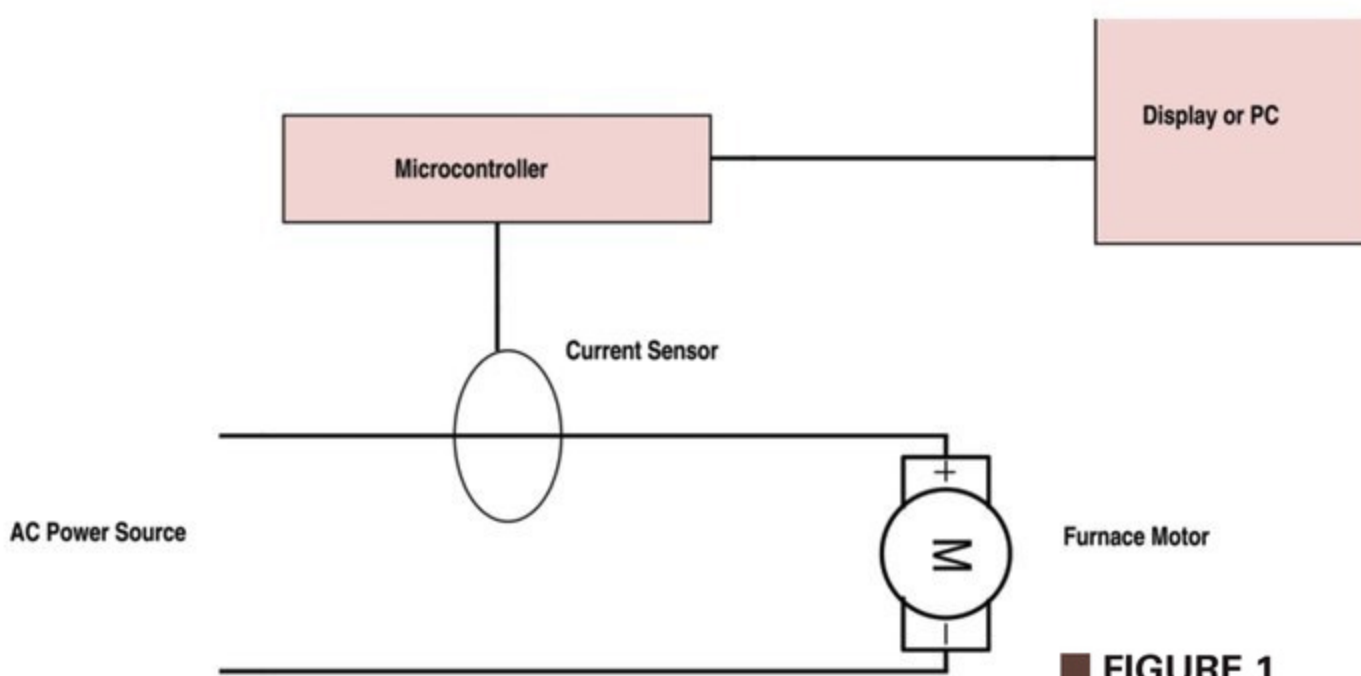 Display or PC
Microcontroller
Current Sensor
+
AC Power Source
M
Furnace Motor
FIGURE 1